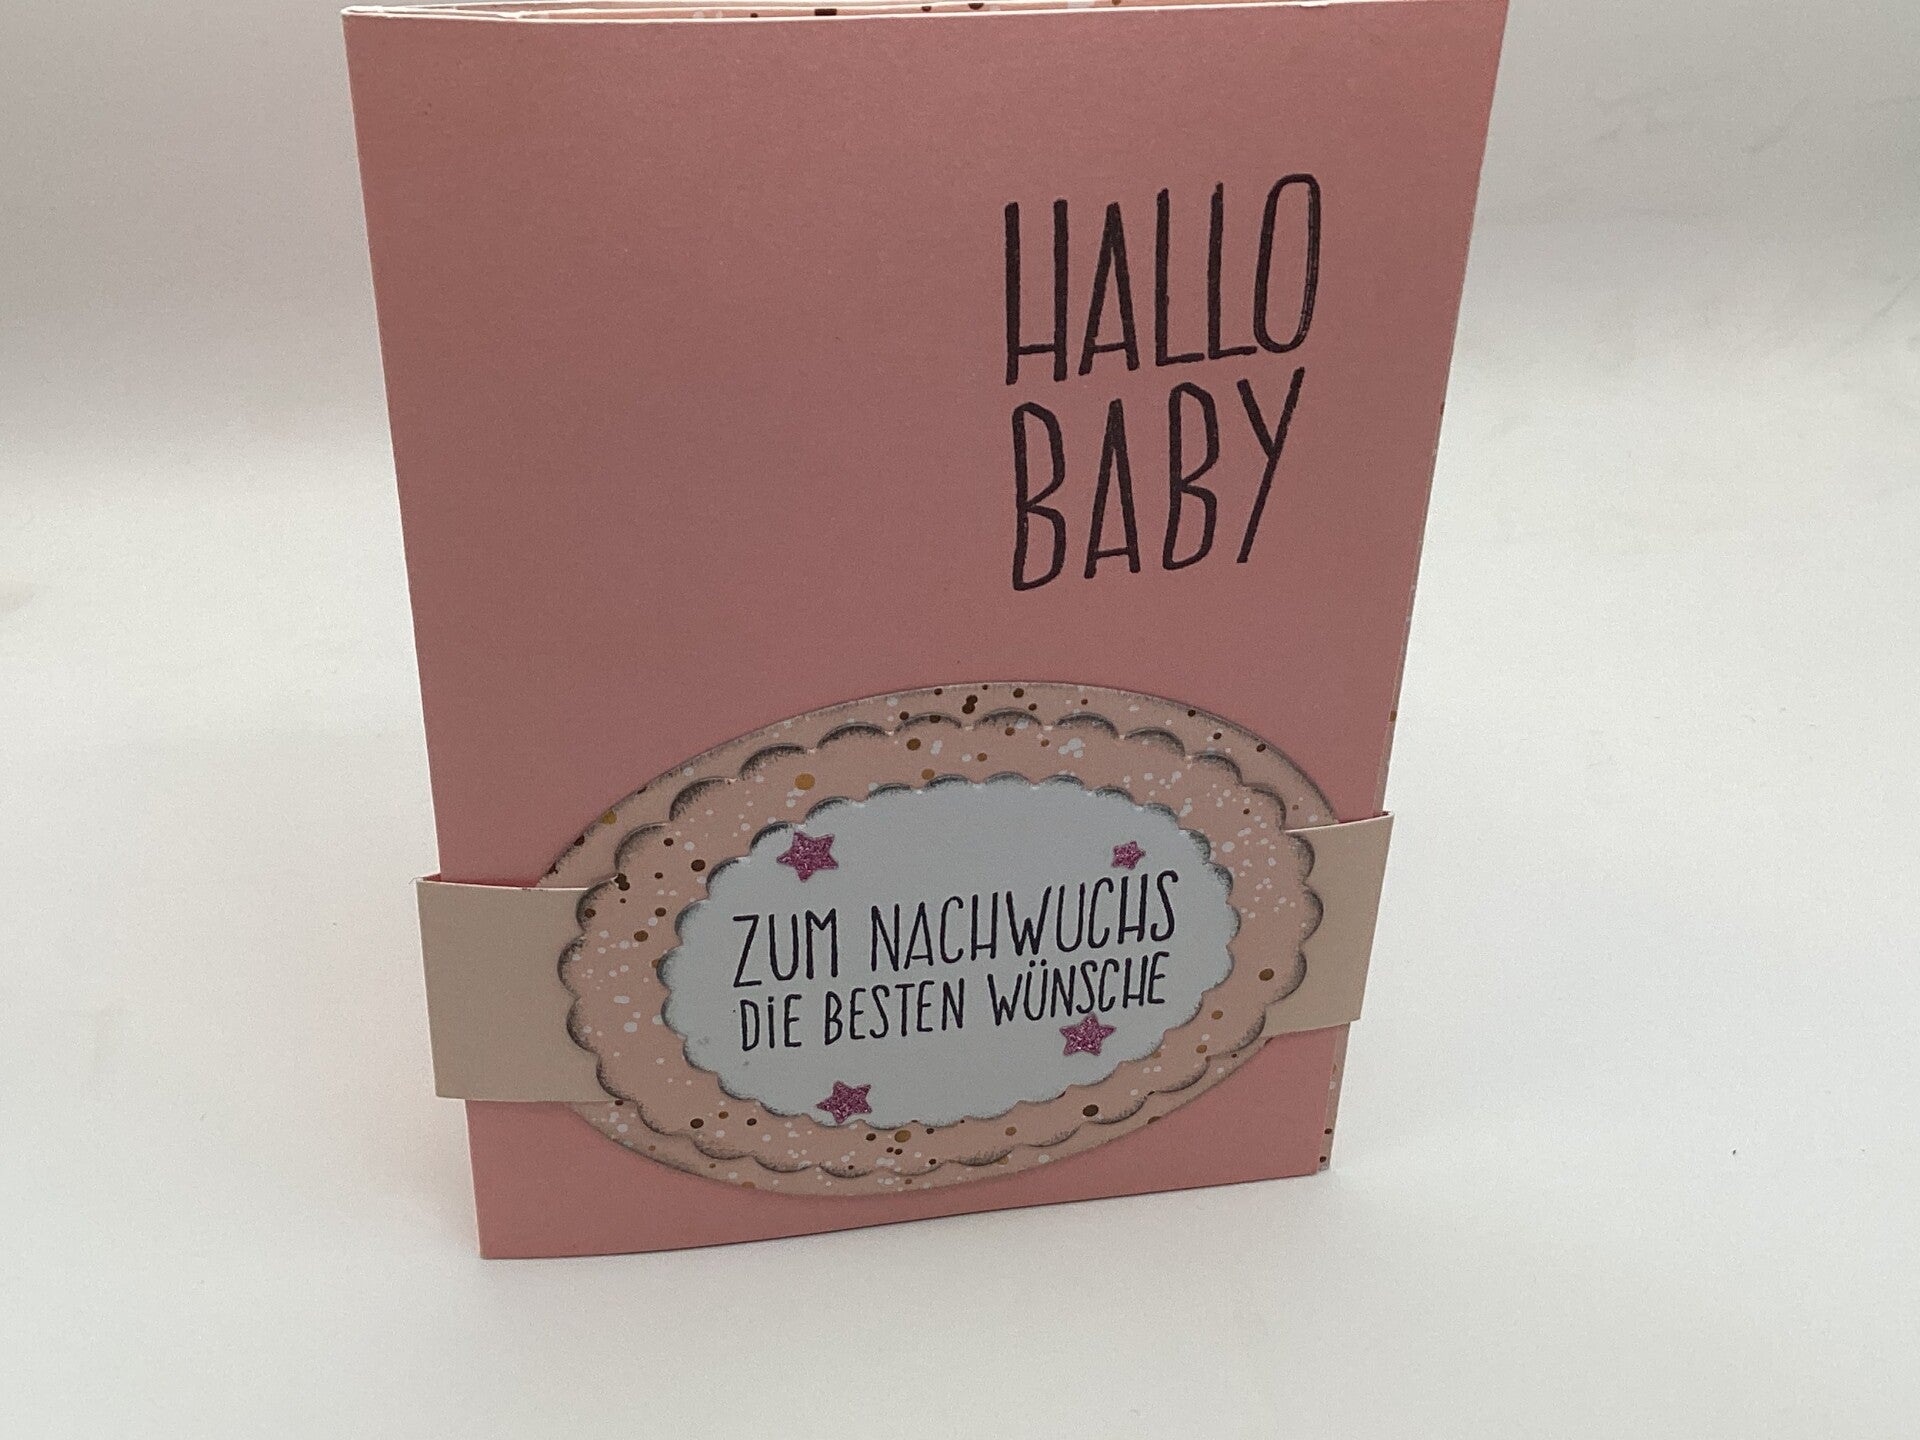 HALLO
BABY
ZUM NACHWUCHS
DiE BESTEN WÜNSCHE